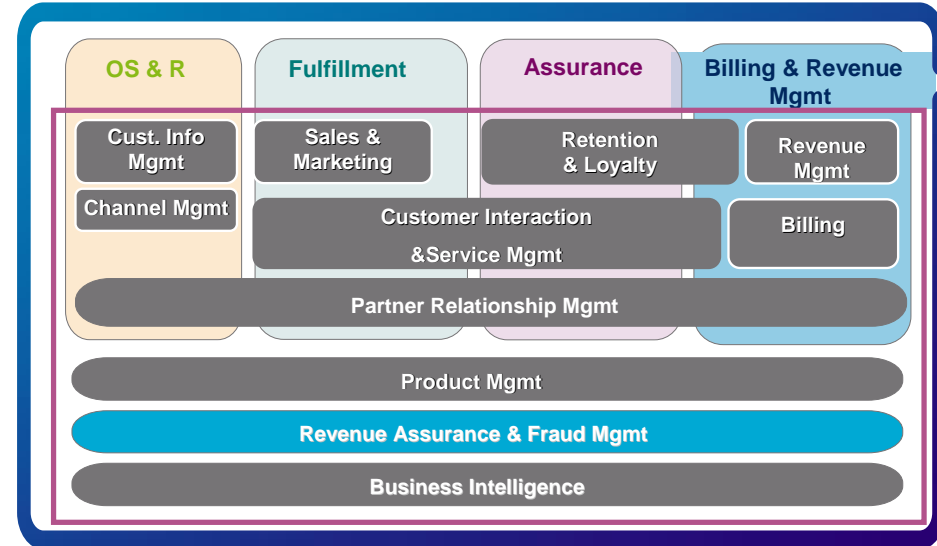 OS & R
Fulfillment
Assurance
Billing & Revenue
Mgmt
Cust. Info
Mgmt
Sales &
Marketing
Retention
& Loyalty
Revenue
Mgmt
Channel Mgmt
Customer Interaction
&Service Mgmt
Billing
Partner Relationship Mgmt
Product Mgmt
Revenue Assurance & Fraud Mgmt
Business Intelligence